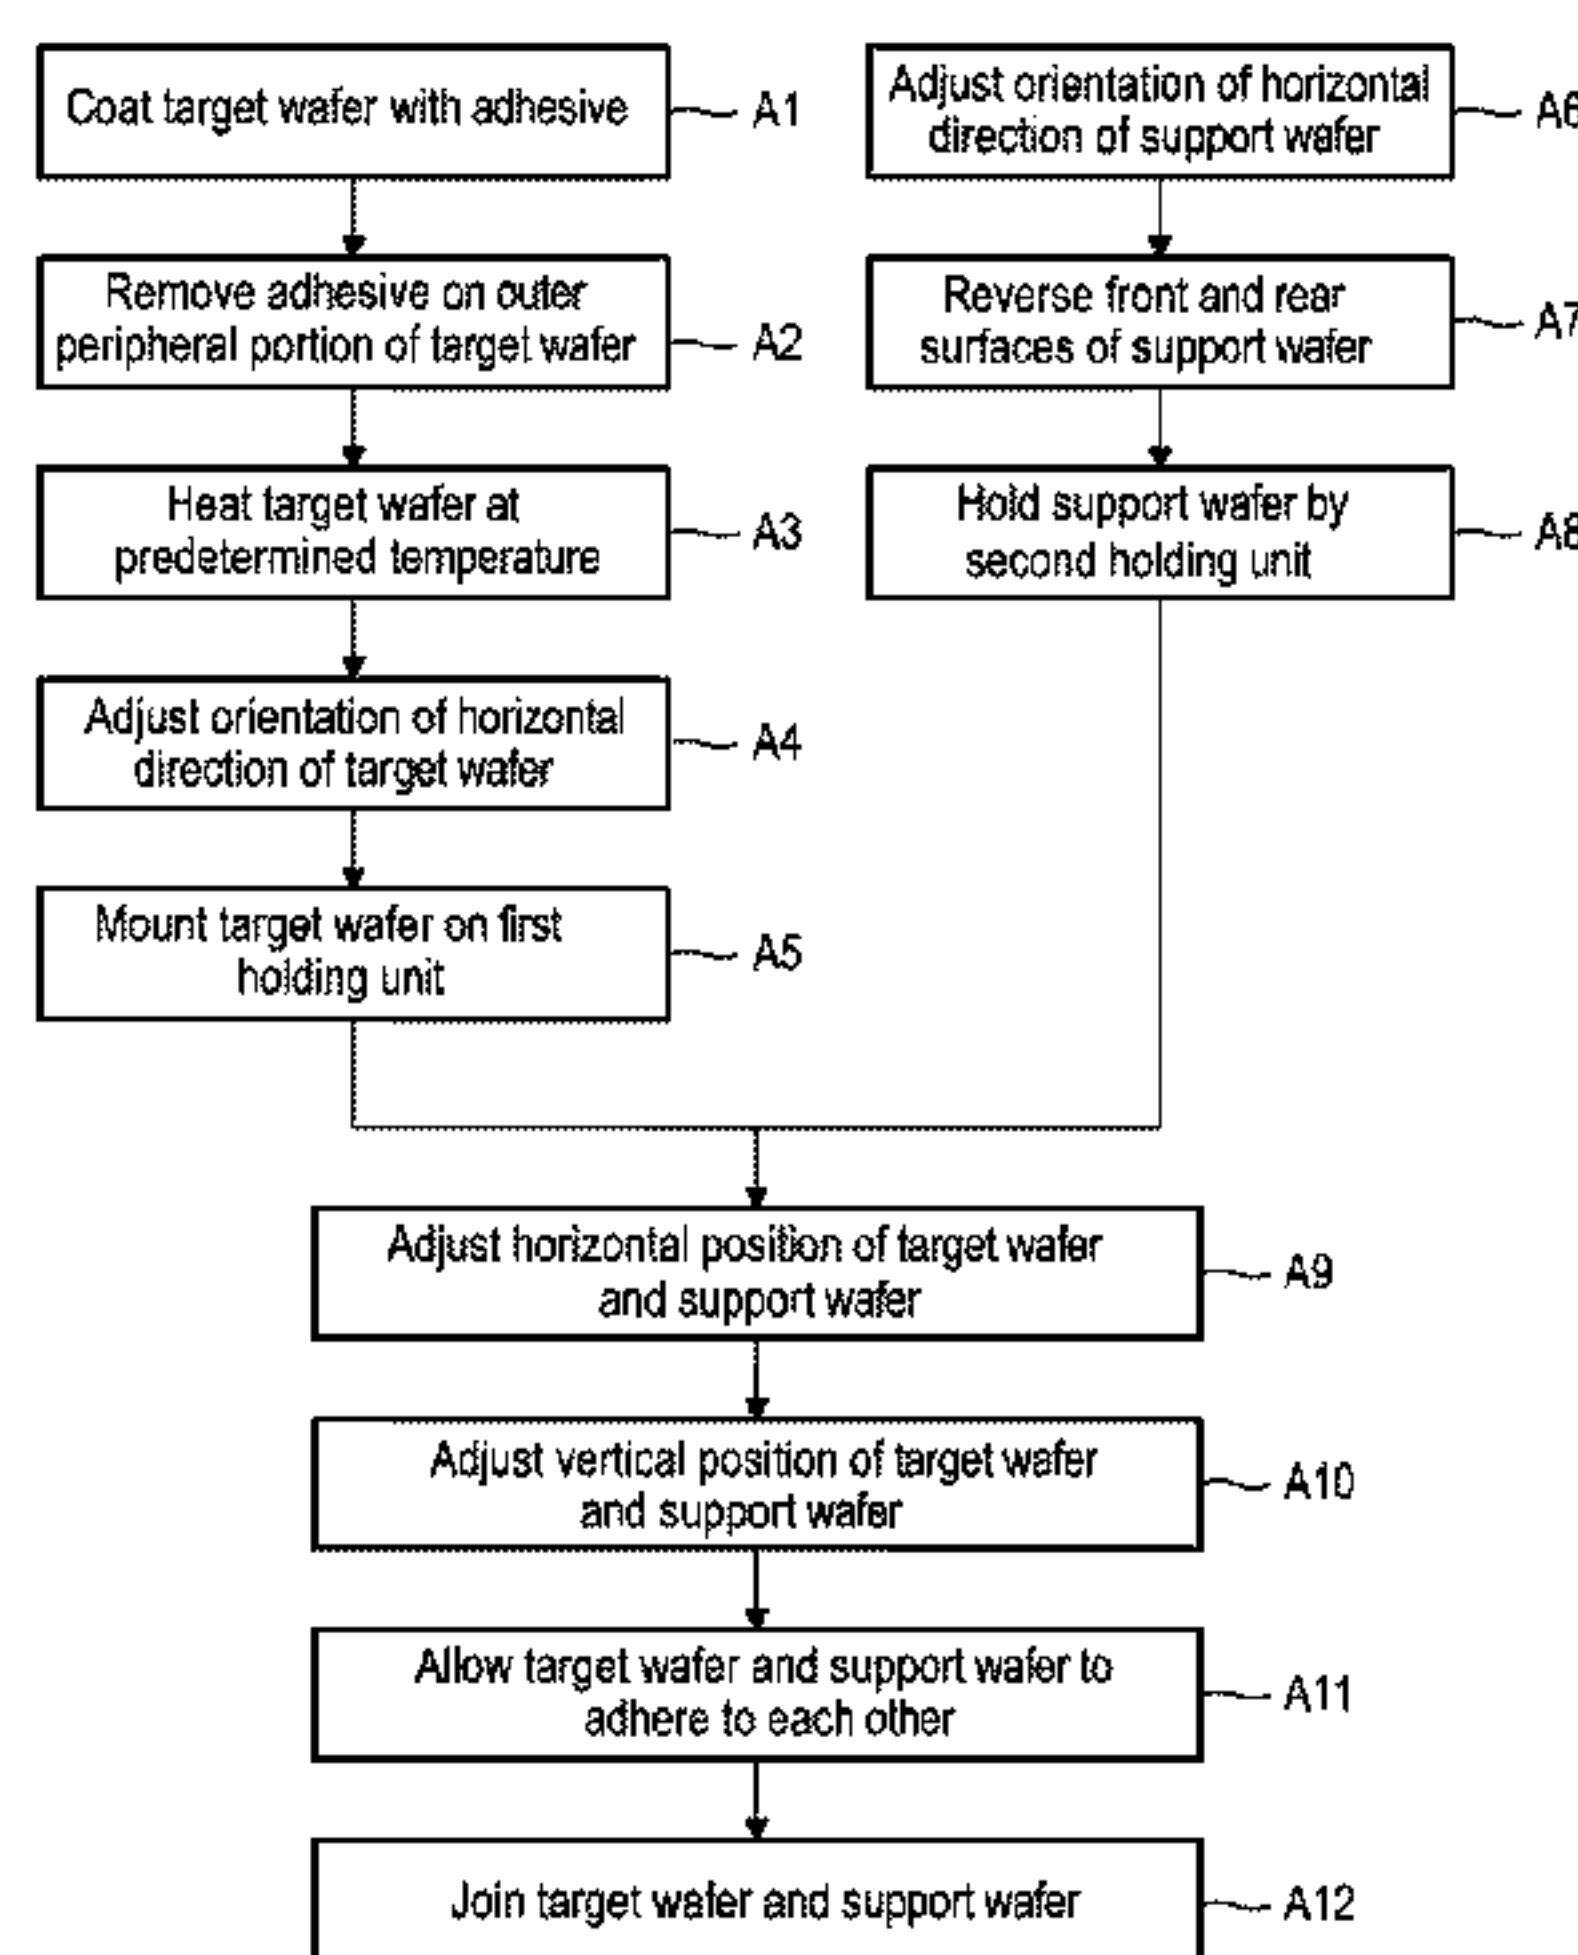 Coat target wafer with adhesive
A1
Remove adhesive on outer
peripheral portion of target wafer
A2
Heat target wafer at
predetermined temperature
A3
Adjust orientation of horizontal
direction of target wafer
A4
Mount target wafer on first
holding unit
A5
Adjust orientation of horizontal
direction of support wafer
A6
Reverse front and rear
surfaces of support wafer
A7
Hold support wafer by
second holding unit
A8
Adjust horizontal position of target wafer
and support wafer
A9
Adjust vertical position of target wafer
and support wafer
A10
Allow target wafer and support wafer to
adhere to each other
A11
Join target wafer and support wafer
A12